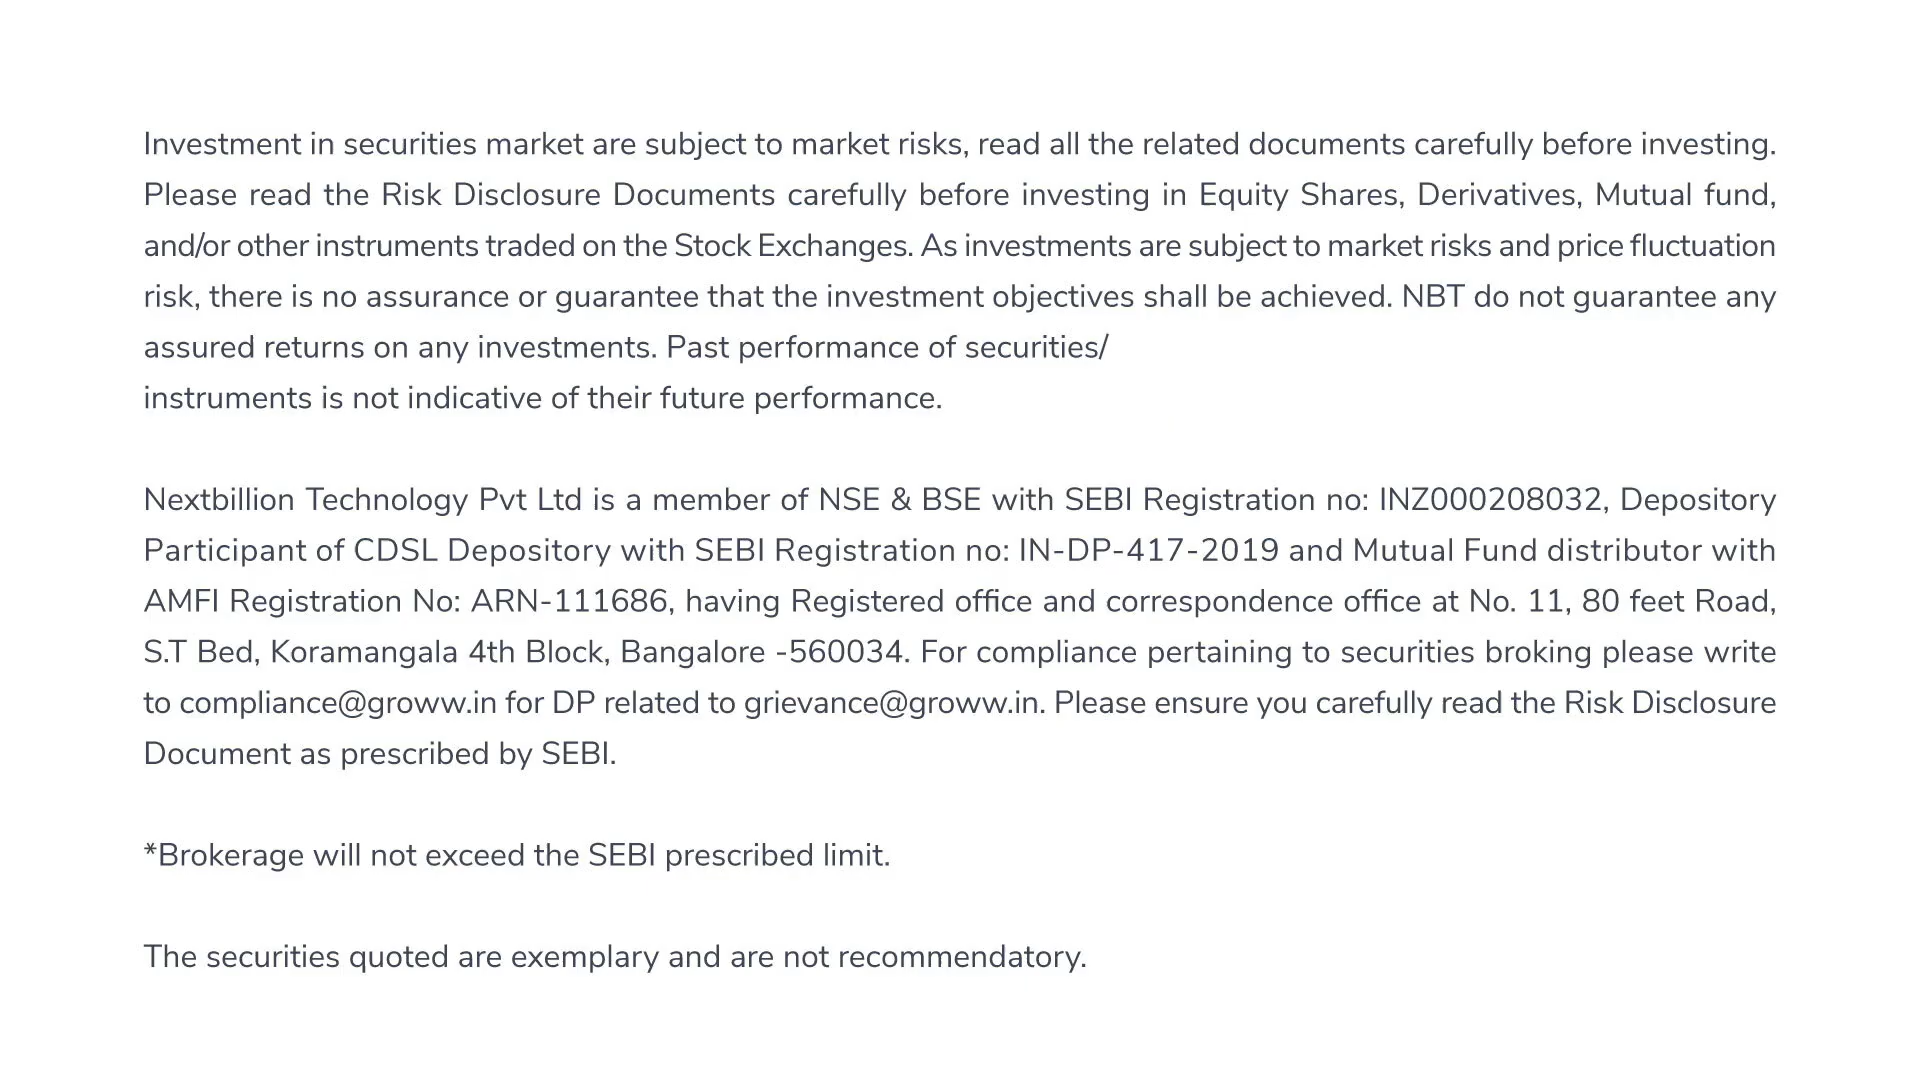 Investment in securities market are subject to market risks, read all the related documents carefully before investing.
Please read the Risk Disclosure Documents carefully before investing in Equity Shares, Derivatives, Mutual fund,
and/or other instruments traded on the Stock Exchanges. As investments are subject to market risks and price fluctuation
risk, there is no assurance or guarantee that the investment objectives shall be achieved. NBT do not guarantee any
assured returns on any investments. Past performance of securities/
instruments is not indicative of their future performance.
Nextbillion Technology Pvt Ltd is a member of NSE & BSE with SEBI Registration no: INZ000208032, Depository
Participant of CDSL Depository with SEBI Registration no: IN-DP-417-2019 and Mutual Fund distributor with
AMFI Registration No: ARN-111686, having Registered office and correspondence office at No. 11, 80 feet Road,
S.T Bed, Koramangala 4th Block, Bangalore -560034. For compliance pertaining to securities broking please write
to compliance@groww.in for DP related to grievance@groww.in. Please ensure you carefully read the Risk Disclosure
Document as prescribed by SEBI.
*Brokerage will not exceed the SEBI prescribed limit.
The securities quoted are exemplary and are not recommendatory.